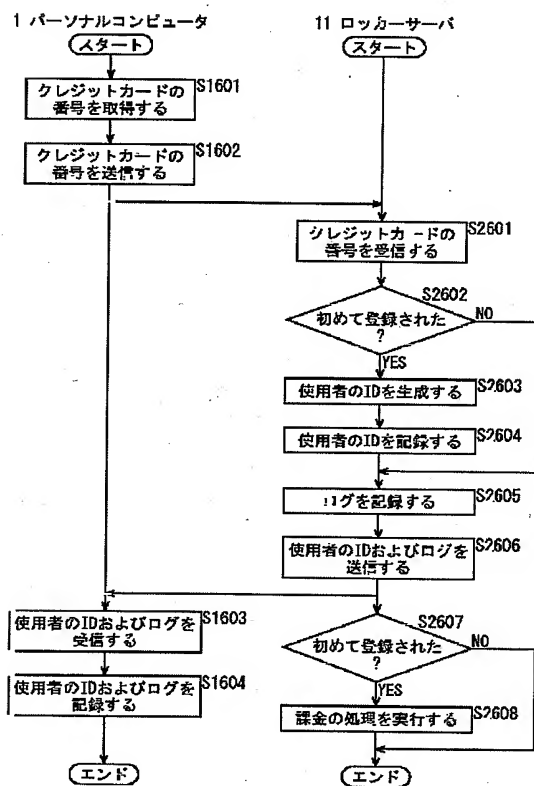 1 パーソナルコンピュータ
11 ロッカーサーバ
スタート
スタート
クレジットカードの
番号を取得する
S1601
クレジットカードの
番号を送信する
S1602
クレジットカードの
番号を受信する
S2601
S2602
初めて登録された
?
NO
YES
使用者のIDを生成する
S2603
使用者のIDを記録する
S2604
ログを記録する
S2605
使用者のIDおよびログを
送信する
S2606
使用者のIDおよびログを
受信する
S1603
使用者のIDおよびログを
記録する
S1604
S2607
初めて登録された
?
NO
YES
課金の処理を実行する
S2608
エンド
エンド